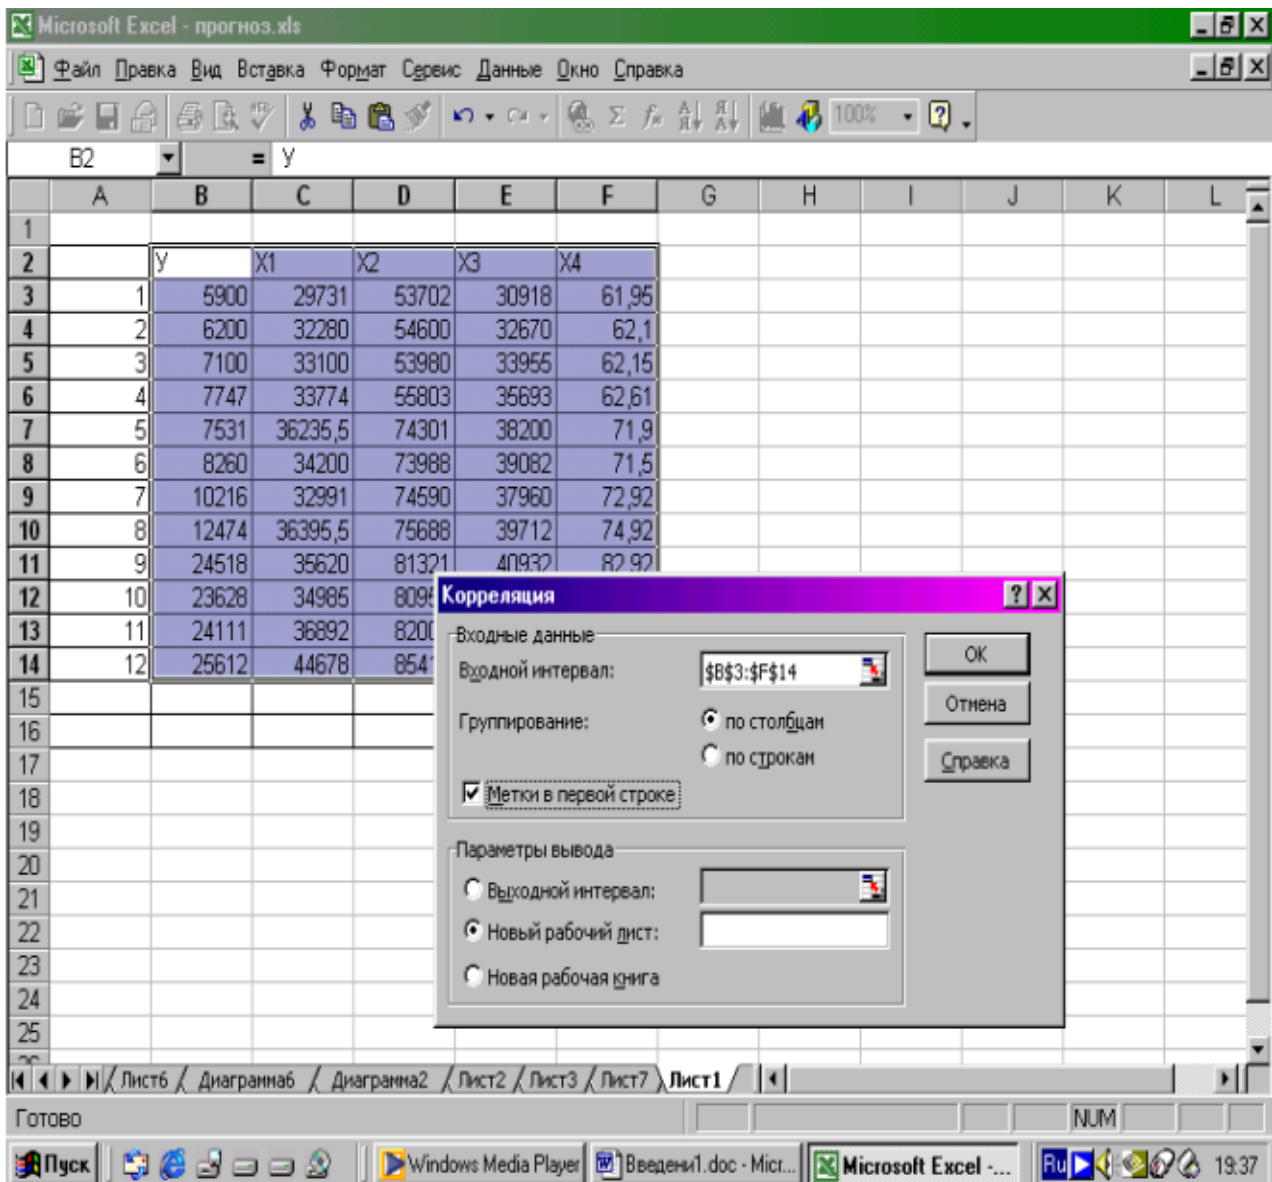 Microsoft Excel - прогноз.xls
Файл Правка Вид Вставка Формат Сервис Данные Окно Справка
100%
B2 = У
A B C D E F G H I J K L
1
2 У X1 X2 X3 X4
3 1 5900 29731 53702 30918 61,95
4 2 6200 32280 54600 32670 62,1
5 3 7100 33100 53980 33955 62,15
6 4 7747 33774 55803 35693 62,61
7 5 7531 36235,5 74301 38200 71,9
8 6 8260 34200 73988 39082 71,5
9 7 10216 32991 74590 37960 72,92
10 8 12474 36395,5 75688 39712 74,92
11 9 24518 35620 81321 40932 82,92
12 10 23628 34985
13 11 24111 36892
14 12 25612 44678
15
16
17
18
19
20
21
22
23
24
25
Корреляция
Входные данные
Входной интервал: $B$3:$F$14
Группирование: по столбцам
по строкам
Метки в первой строке
Параметры вывода
Выходной интервал:
Новый рабочий лист:
Новая рабочая книга
ОК
Отмена
Справка
Лист6 Диаграмма6 Диаграмма2 Лист2 Лист3 Лист7 Лист1
Готово NUM
Пуск Windows Media Player Введени1.doc - Micr... Microsoft Excel -... Ru 19:37